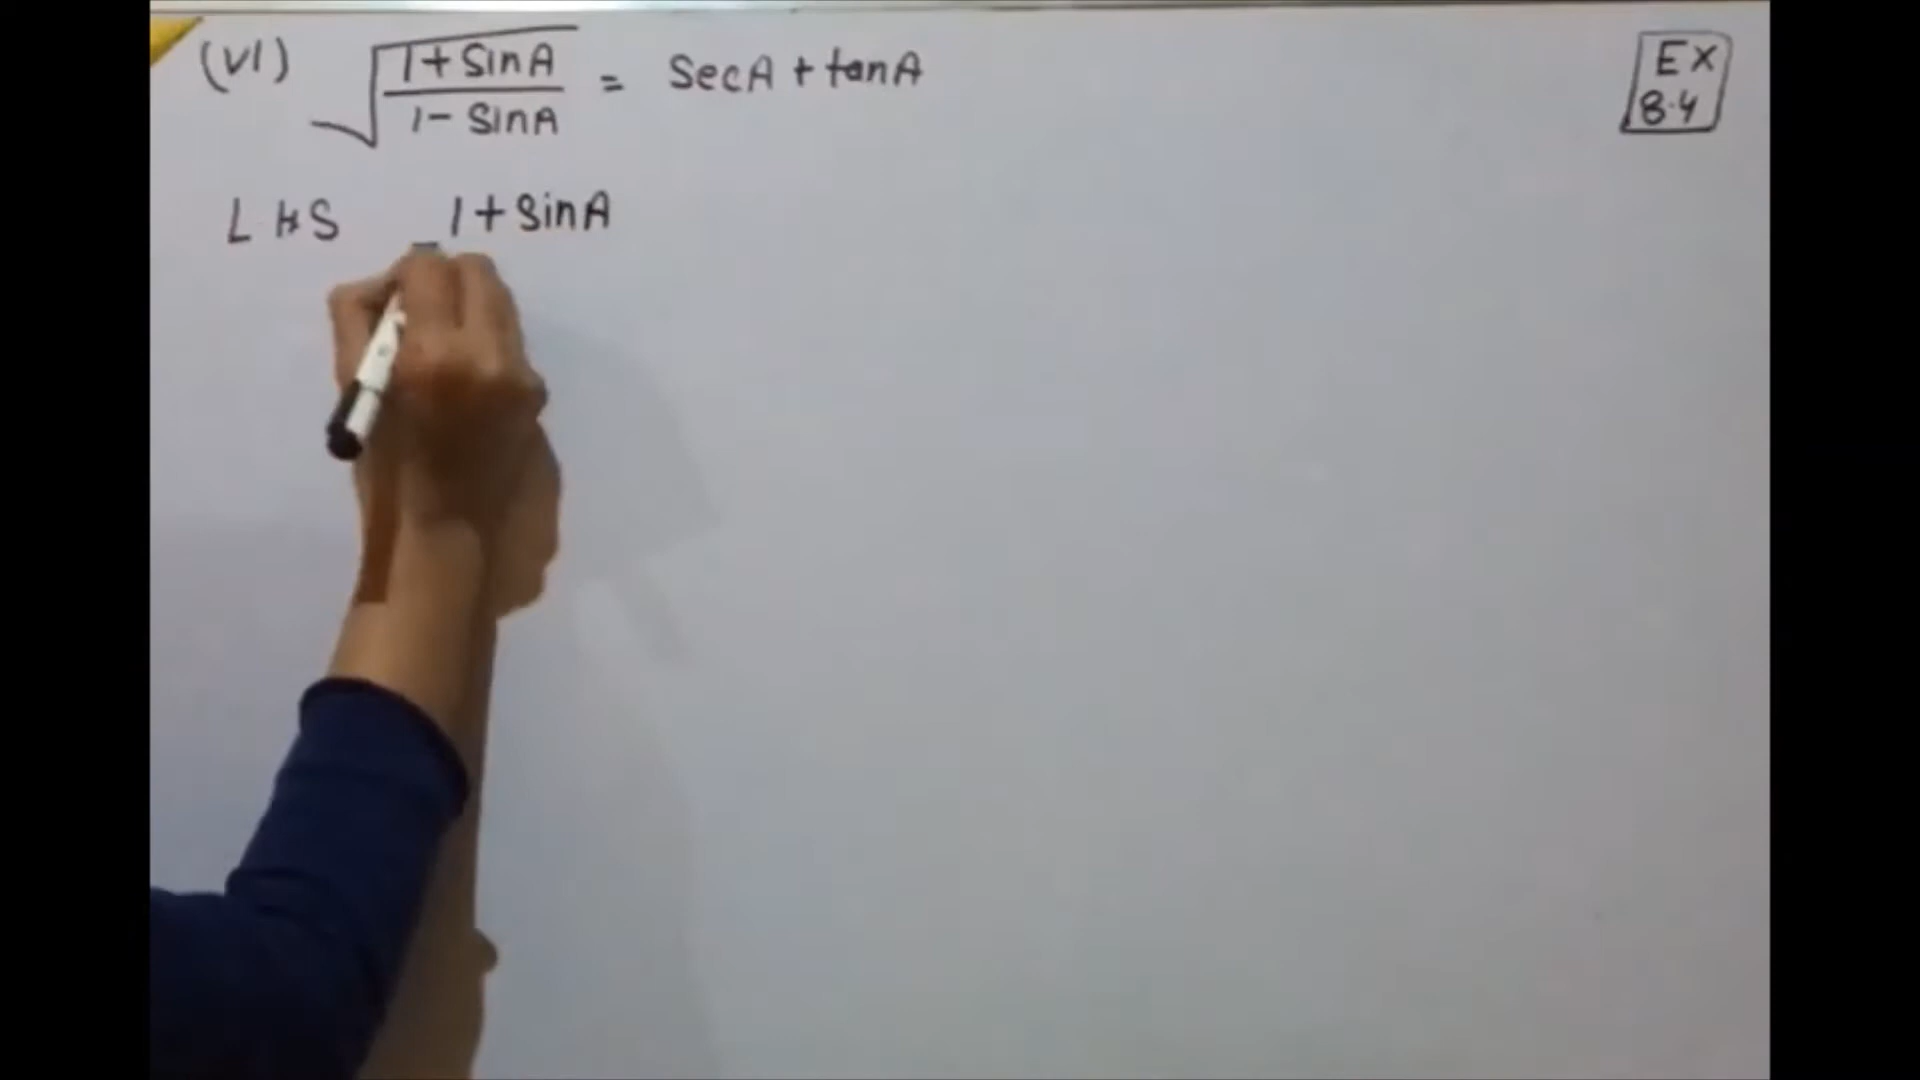 (VI) √(1+SinA / 1-SinA) = SecA + tanA
Ex
8.4
LHS 1+SinA